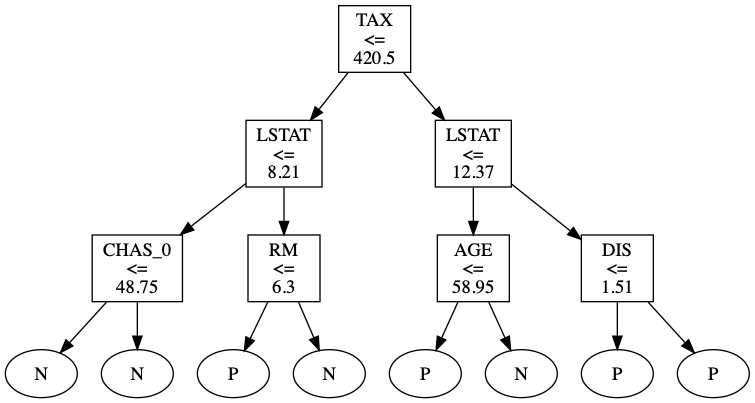 TAX
<=
420.5
LSTAT
<=
8.21
LSTAT
<=
12.37
CHAS_0
<=
48.75
RM
<=
6.3
AGE
<=
58.95
DIS
<=
1.51
N
N
P
N
P
N
P
P